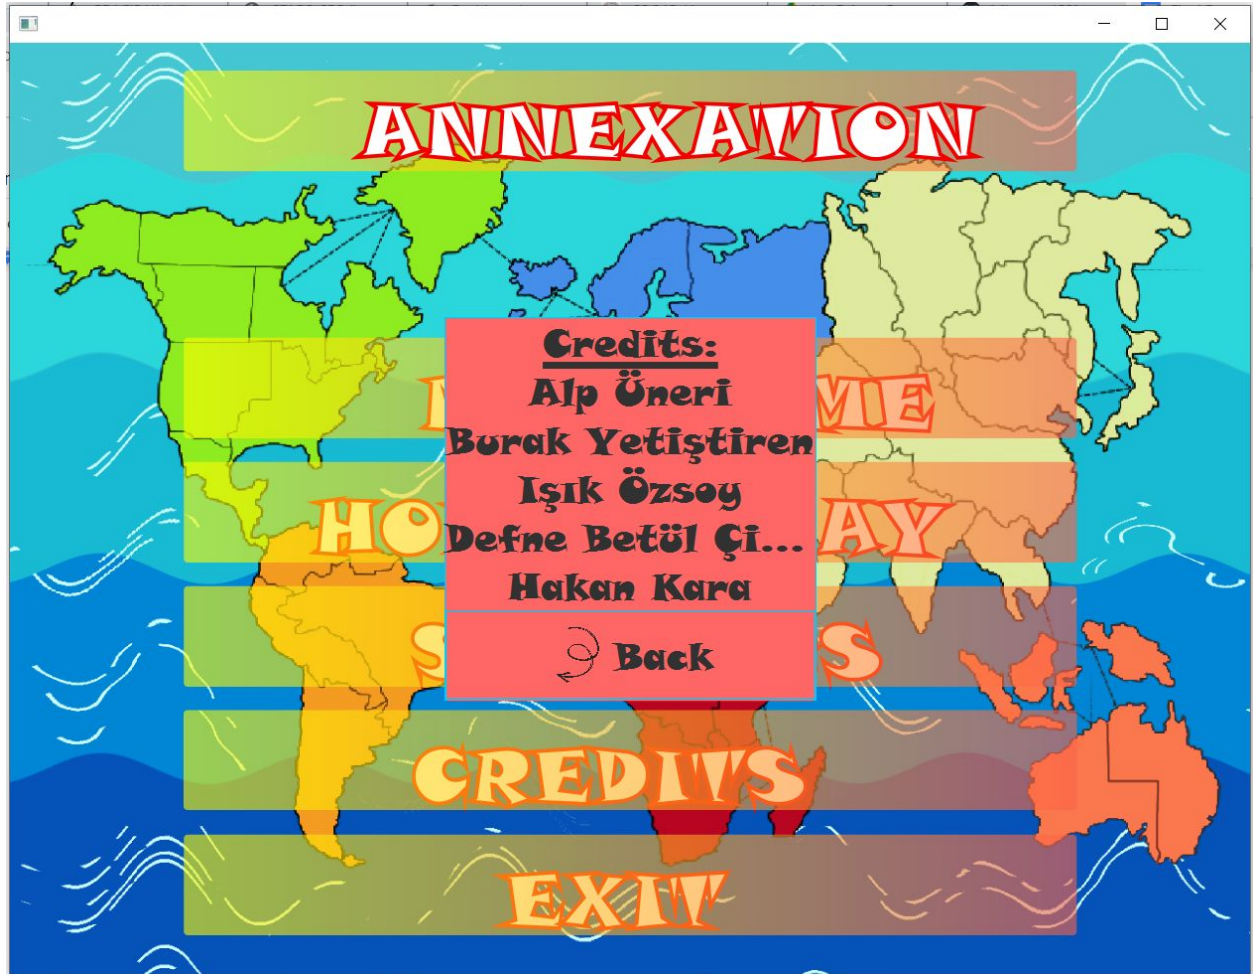 ANNEXATION
Credits:
Alp Üneri
Burak Yetiştiren
Işık Özsoy
Defne Betül Çi...
Hakan Kara
Back
CREDITS
EXIT